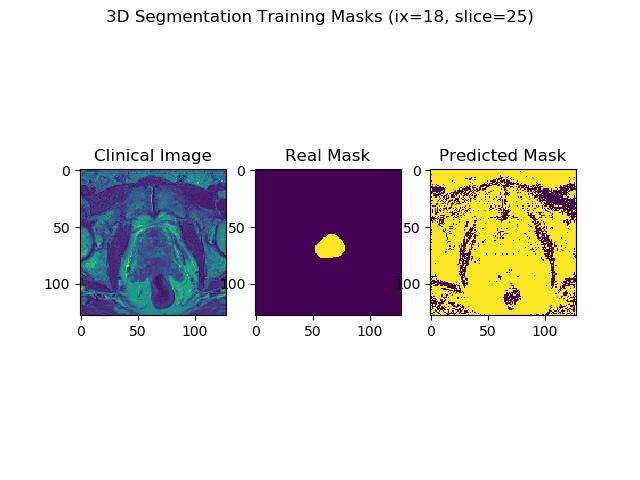 3D Segmentation Training Masks (ix=18, slice=25)
Clinical Image Real Mask Predicted Mask
0 0 0
50 50 50
100 100 100
0 50 100 0 50 100 0 50 100